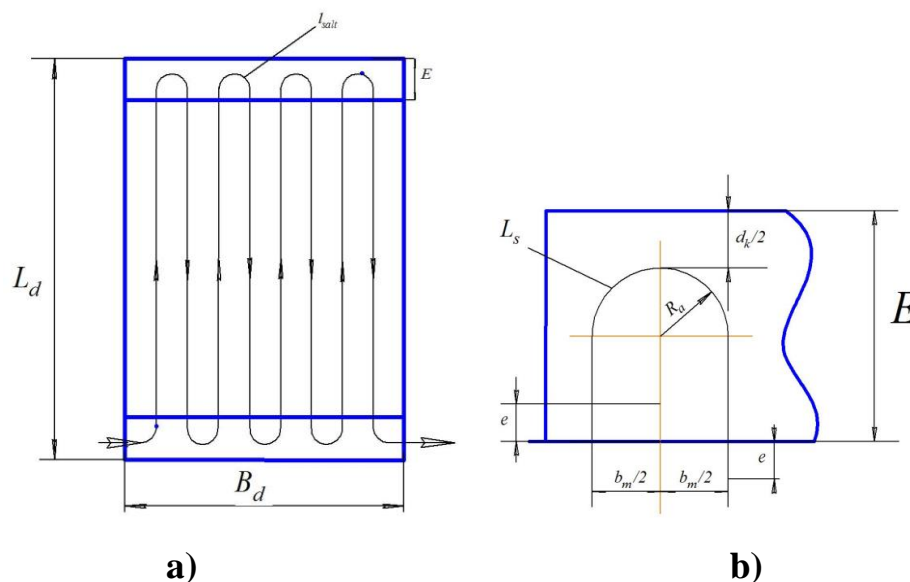 l_salt
E
L_d
B_d
a)
L_s
d_k/2
R_a
E
e
e
b_m/2
b_m/2
b)